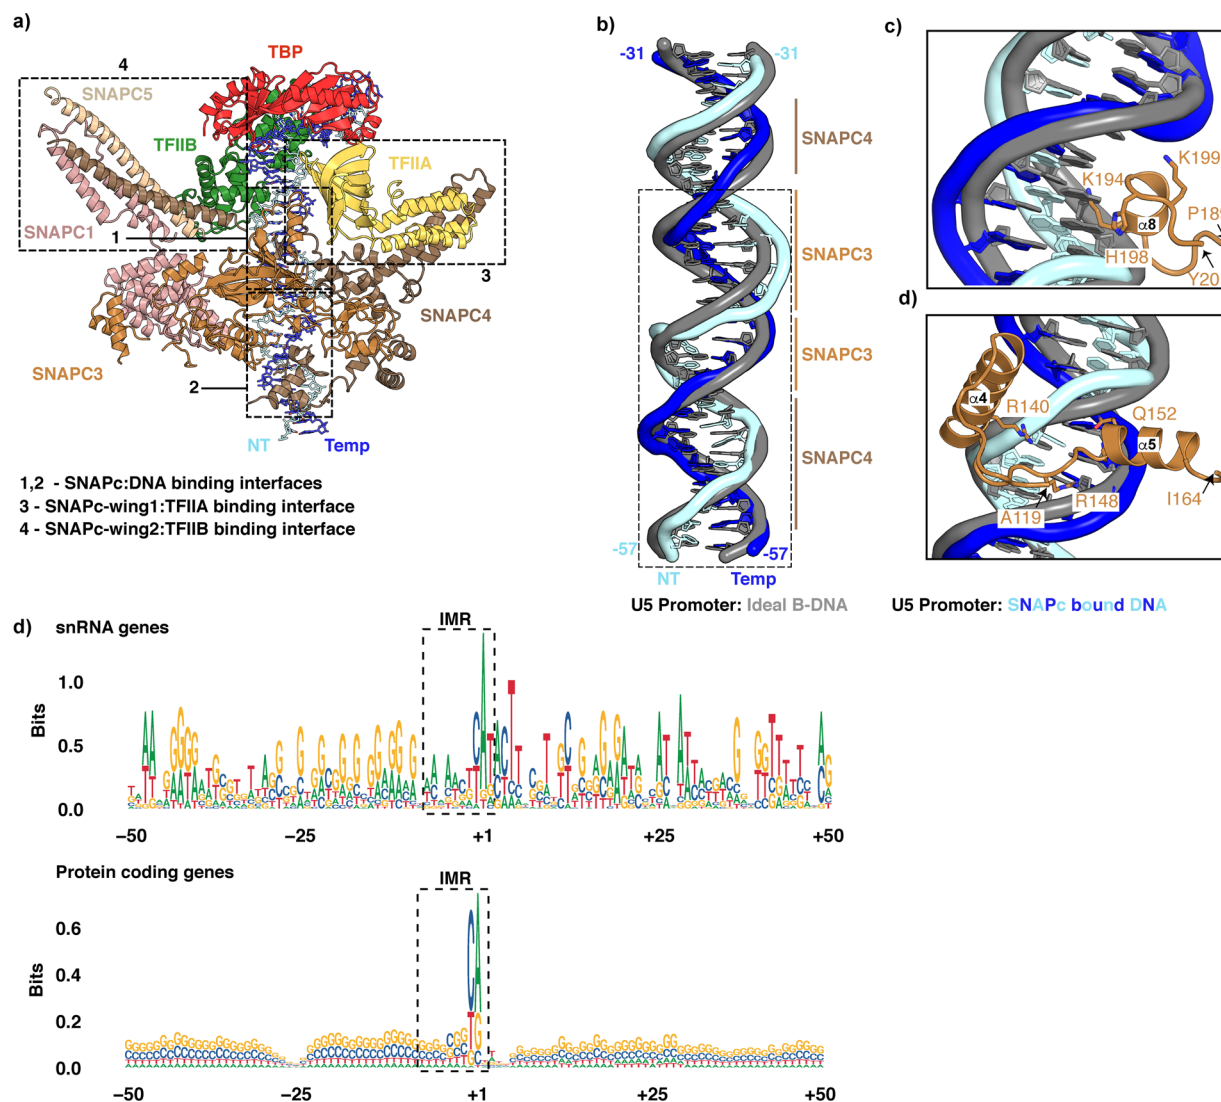 a)
TBP
4
SNAPC5
TFIIB
TFIIA
SNAPC1
1
3
SNAPC4
SNAPC3
2
NT
Temp
1,2 - SNAPc:DNA binding interfaces
3 - SNAPc-wing1:TFIIA binding interface
4 - SNAPc-wing2:TFIIB binding interface
b)
-31
-31
SNAPC4
SNAPC3
SNAPC3
SNAPC4
-57
-57
NT
Temp
U5 Promoter: Ideal B-DNA
c)
K199
K194
α8
P189
H198
Y20
d)
α4
R140
Q152
α5
I164
R148
A119
U5 Promoter: SNAPc bound DNA
d)
snRNA genes
IMR
Bits
1.0
0.5
0.0
−50
−25
+1
+25
+50
Protein coding genes
IMR
Bits
0.6
0.4
0.2
0.0
−50
−25
+1
+25
+50